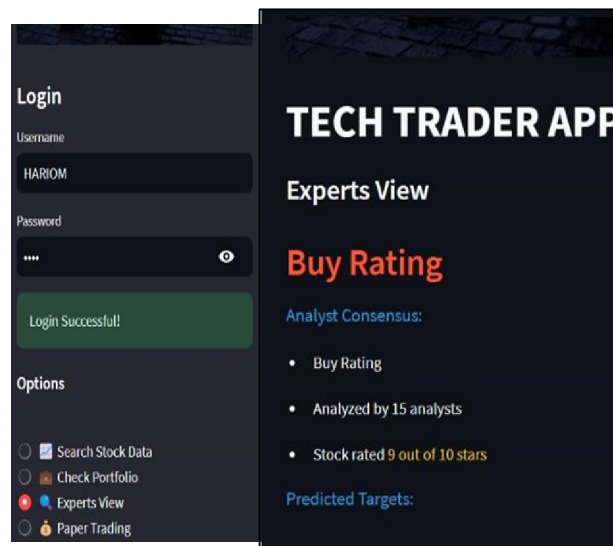 Login
Username
HARIOM
Password
••••
Login Successful!
Options
Search Stock Data
Check Portfolio
Experts View
Paper Trading
TECH TRADER APP
Experts View
Buy Rating
Analyst Consensus:
• Buy Rating
• Analyzed by 15 analysts
• Stock rated 9 out of 10 stars
Predicted Targets: